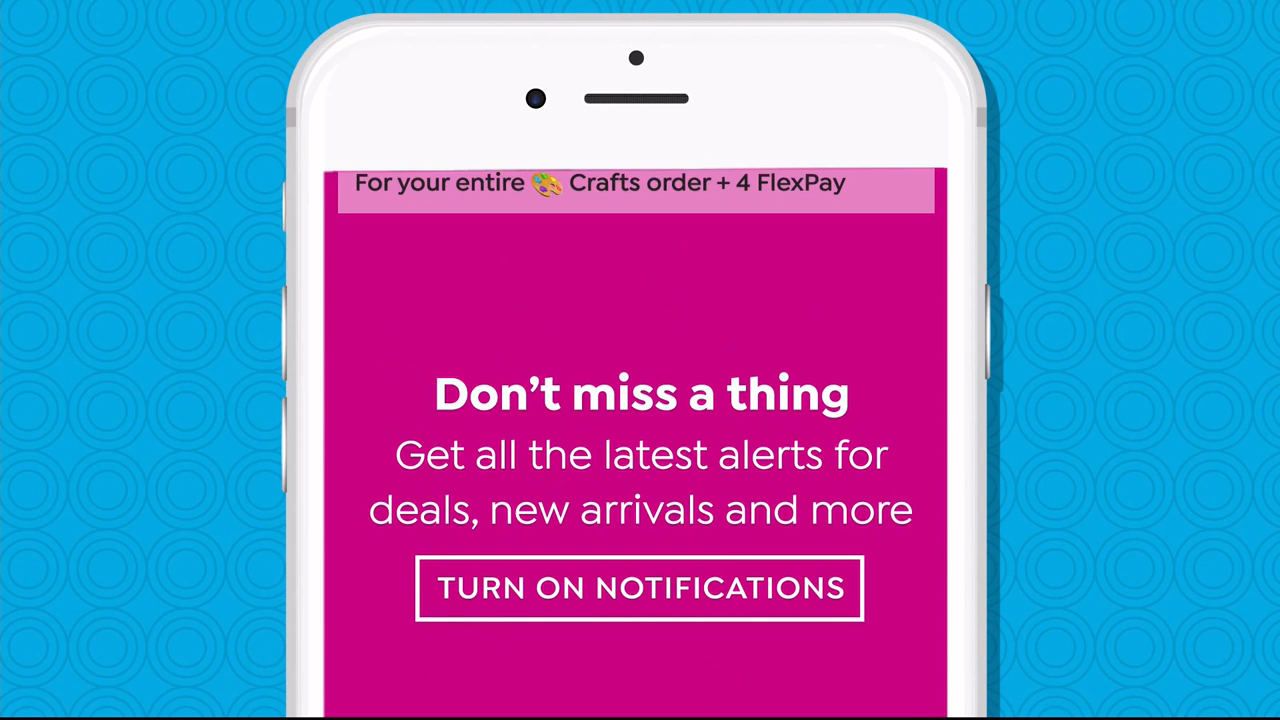 For your entire 🎨 Crafts order + 4 FlexPay
Don't miss a thing
Get all the latest alerts for
deals, new arrivals and more
TURN ON NOTIFICATIONS